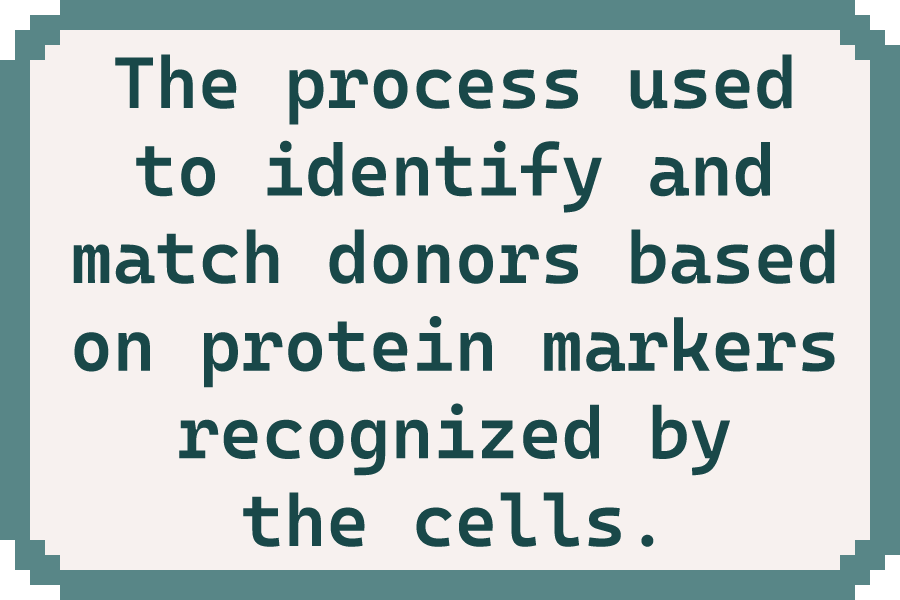 The process used
to identify and
match donors based
on protein markers
recognized by
the cells.